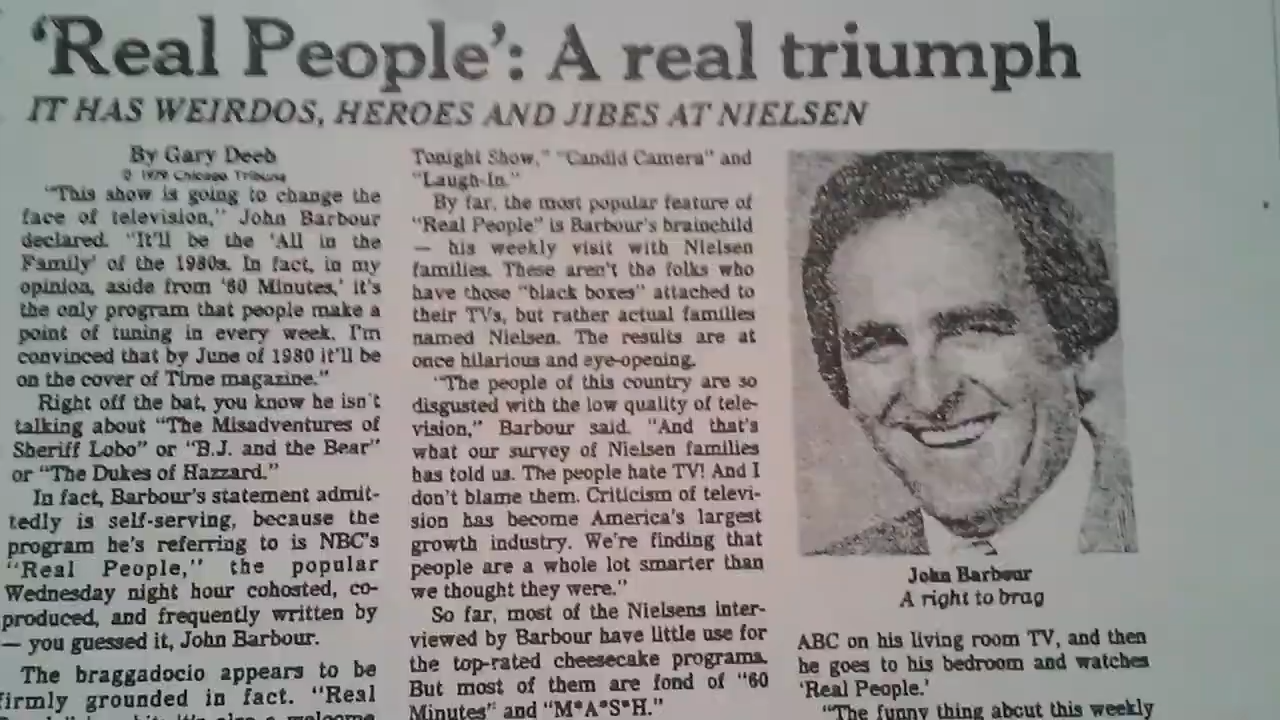 'Real People': A real triumph
IT HAS WEIRDOS, HEROES AND JIBES AT NIELSEN
By Gary Deeb
© 1979 Chicago Tribune
"This show is going to change the
face of television," John Barbour
declared. "It'll be the 'All in the
Family' of the 1980s. In fact, in my
opinion, aside from '60 Minutes,' it's
the only program that people make a
point of tuning in every week. I'm
convinced that by June of 1980 it'll be
on the cover of Time magazine."
Right off the bat, you know he isn't
talking about "The Misadventures of
Sheriff Lobo" or "B.J. and the Bear"
or "The Dukes of Hazzard."
In fact, Barbour's statement admit-
tedly is self-serving, because the
program he's referring to is NBC's
"Real People," the popular
Wednesday night hour cohosted, co-
produced, and frequently written by
— you guessed it, John Barbour.
The braggadocio appears to be
firmly grounded in fact. "Real
Tonight Show," "Candid Camera" and
"Laugh-In."
By far, the most popular feature of
"Real People" is Barbour's brainchild
— his weekly visit with Nielsen
families. These aren't the folks who
have those "black boxes" attached to
their TVs, but rather actual families
named Nielsen. The results are at
once hilarious and eye-opening.
"The people of this country are so
disgusted with the low quality of tele-
vision," Barbour said. "And that's
what our survey of Nielsen families
has told us. The people hate TV! And I
don't blame them. Criticism of televi-
sion has become America's largest
growth industry. We're finding that
people are a whole lot smarter than
we thought they were."
So far, most of the Nielsens inter-
viewed by Barbour have little use for
the top-rated cheesecake programs.
But most of them are fond of "60
Minutes" and "M*A*S*H."
John Barbour
A right to brag
ABC on his living room TV, and then
he goes to his bedroom and watches
'Real People.'
"The funny thing about this weekly